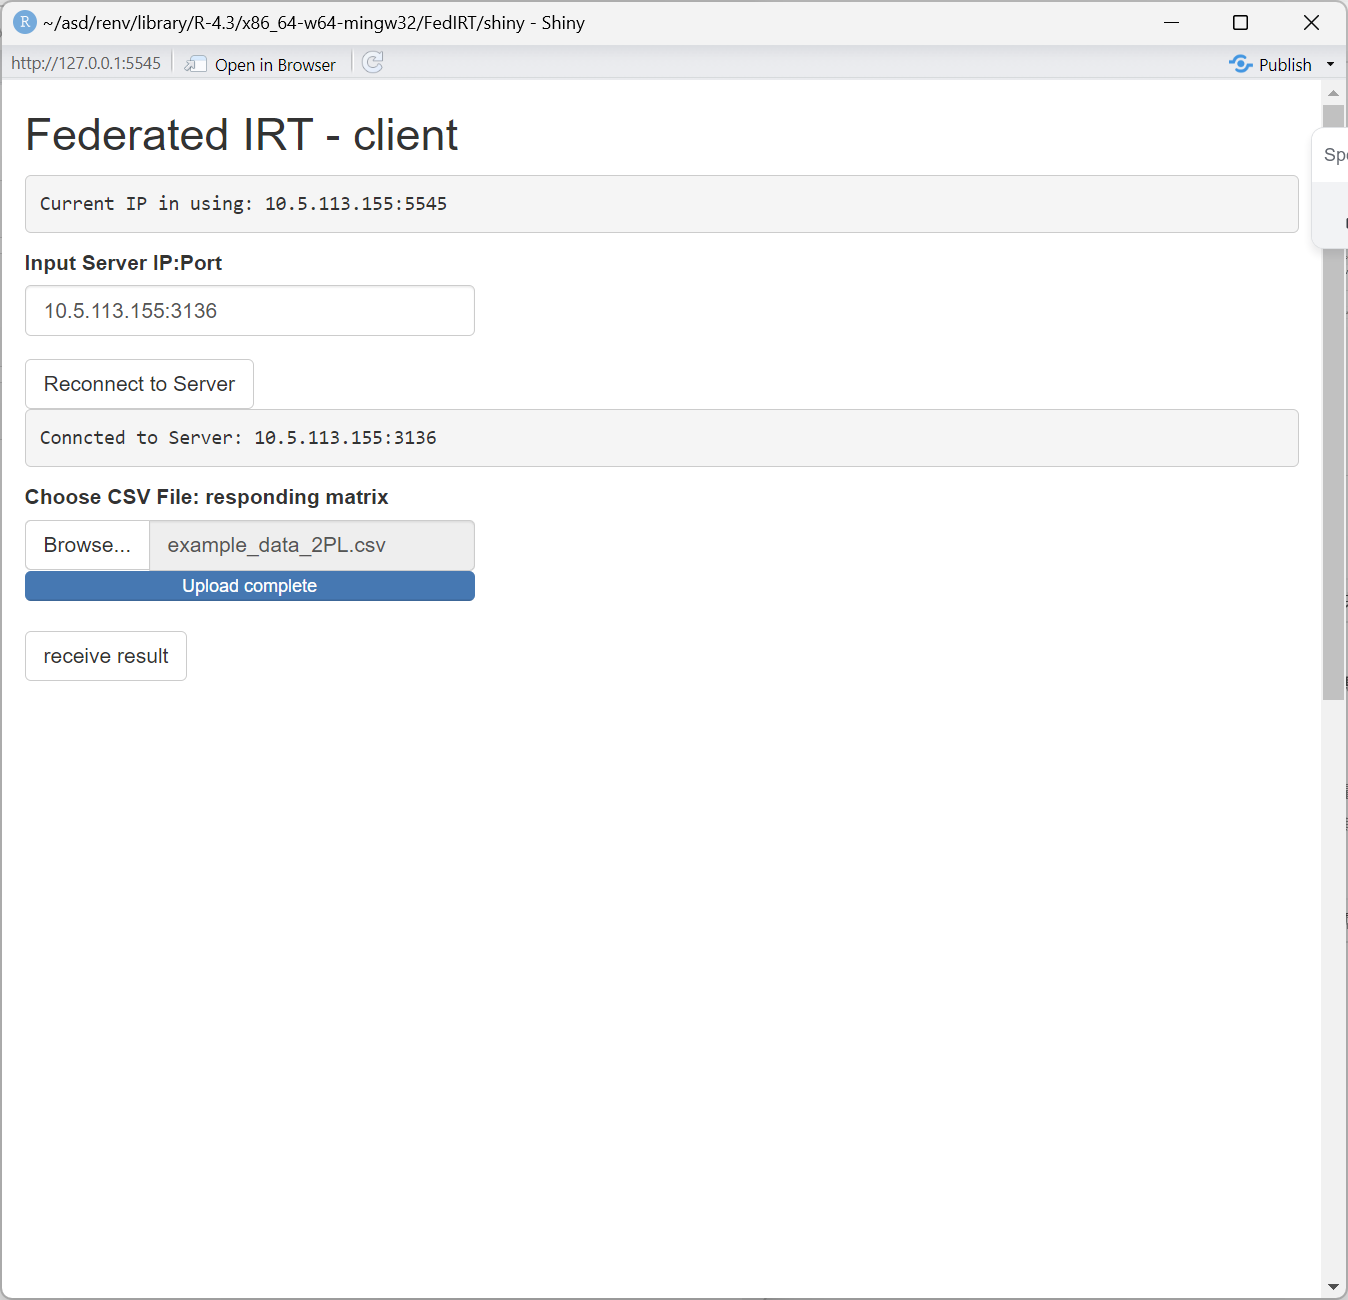 R ~/asd/renv/library/R-4.3/x86_64-w64-mingw32/FedIRT/shiny - Shiny
http://127.0.0.1:5545 Open in Browser Publish
Federated IRT - client
Current IP in using: 10.5.113.155:5545
Input Server IP:Port
10.5.113.155:3136
Reconnect to Server
Conncted to Server: 10.5.113.155:3136
Choose CSV File: responding matrix
Browse... example_data_2PL.csv
Upload complete
receive result